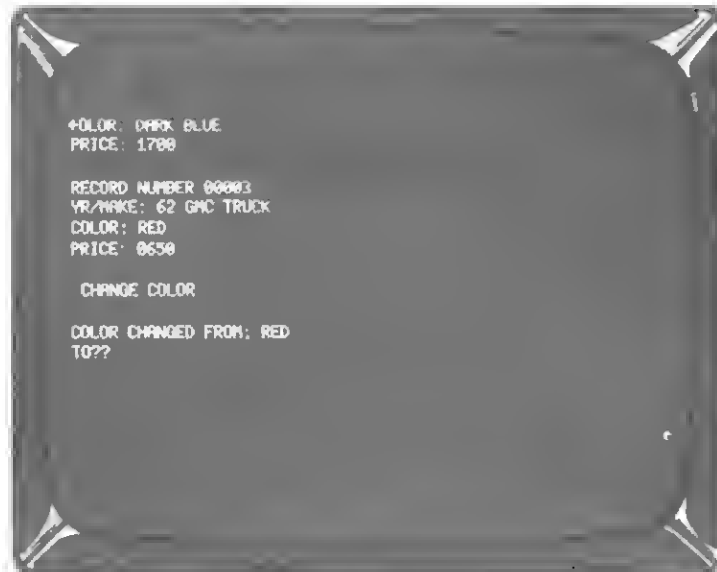 +OLOR: DARK BLUE
PRICE: 1700
RECORD NUMBER 00003
YR/MAKE: 62 GMC TRUCK
COLOR: RED
PRICE: 0650
CHANGE COLOR
COLOR CHANGED FROM: RED
TO??